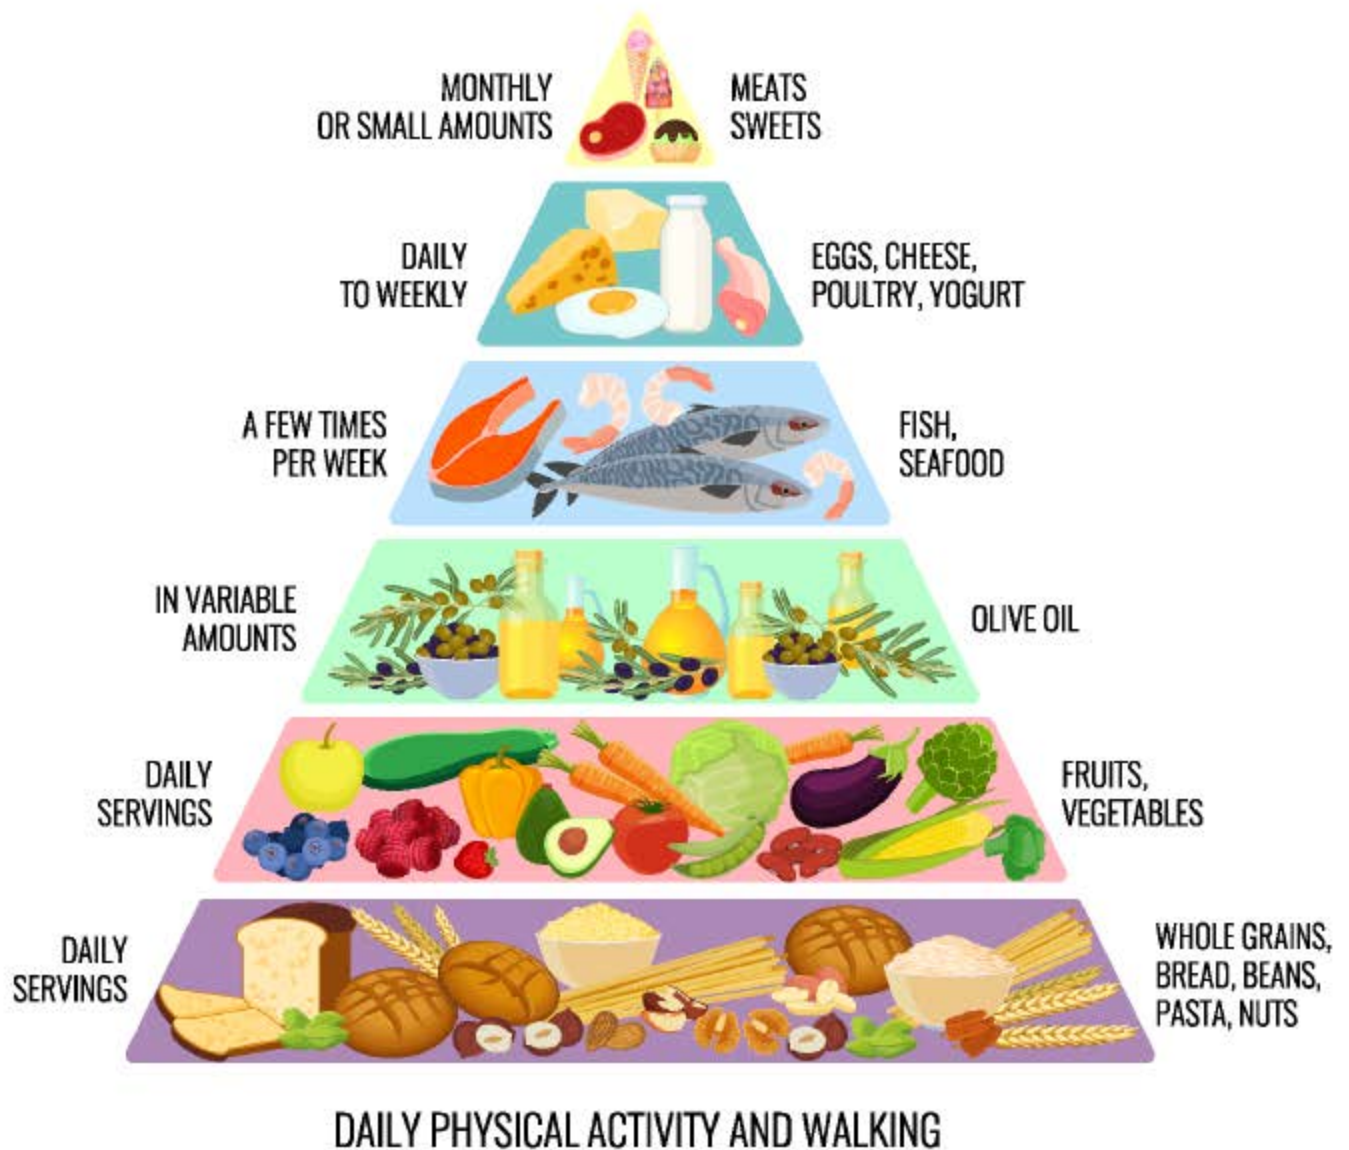 MONTHLY
OR SMALL AMOUNTS
MEATS
SWEETS
DAILY
TO WEEKLY
EGGS, CHEESE,
POULTRY, YOGURT
A FEW TIMES
PER WEEK
FISH,
SEAFOOD
IN VARIABLE
AMOUNTS
OLIVE OIL
DAILY
SERVINGS
FRUITS,
VEGETABLES
DAILY
SERVINGS
WHOLE GRAINS,
BREAD, BEANS,
PASTA, NUTS
DAILY PHYSICAL ACTIVITY AND WALKING